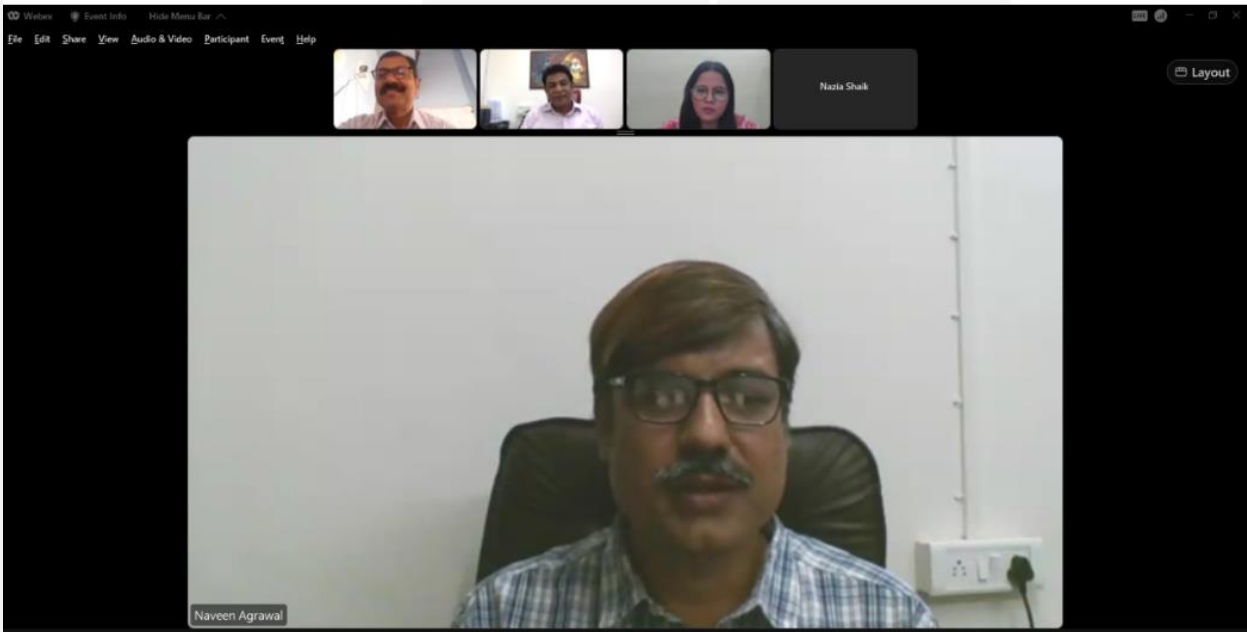 Webex Event Info Hide Menu Bar
File Edit Share View Audio & Video Participant Event Help
Nazia Shaik
Layout
Naveen Agrawal